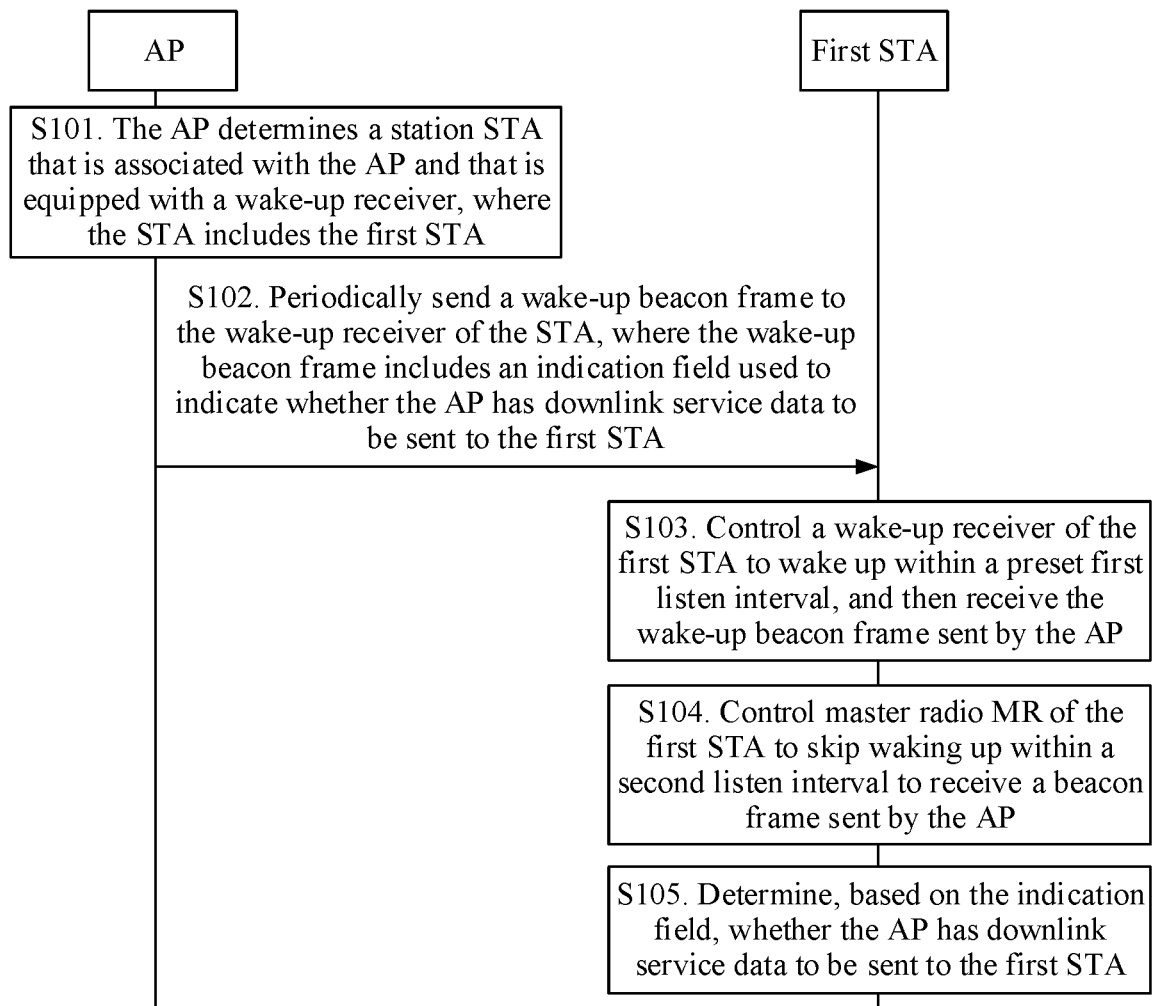 AP
First STA
S101. The AP determines a station STA
that is associated with the AP and that is
equipped with a wake-up receiver, where
the STA includes the first STA
S102. Periodically send a wake-up beacon frame to
the wake-up receiver of the STA, where the wake-up
beacon frame includes an indication field used to
indicate whether the AP has downlink service data to
be sent to the first STA
S103. Control a wake-up receiver of the
first STA to wake up within a preset first
listen interval, and then receive the
wake-up beacon frame sent by the AP
S104. Control master radio MR of the
first STA to skip waking up within a
second listen interval to receive a beacon
frame sent by the AP
S105. Determine, based on the indication
field, whether the AP has downlink
service data to be sent to the first STA